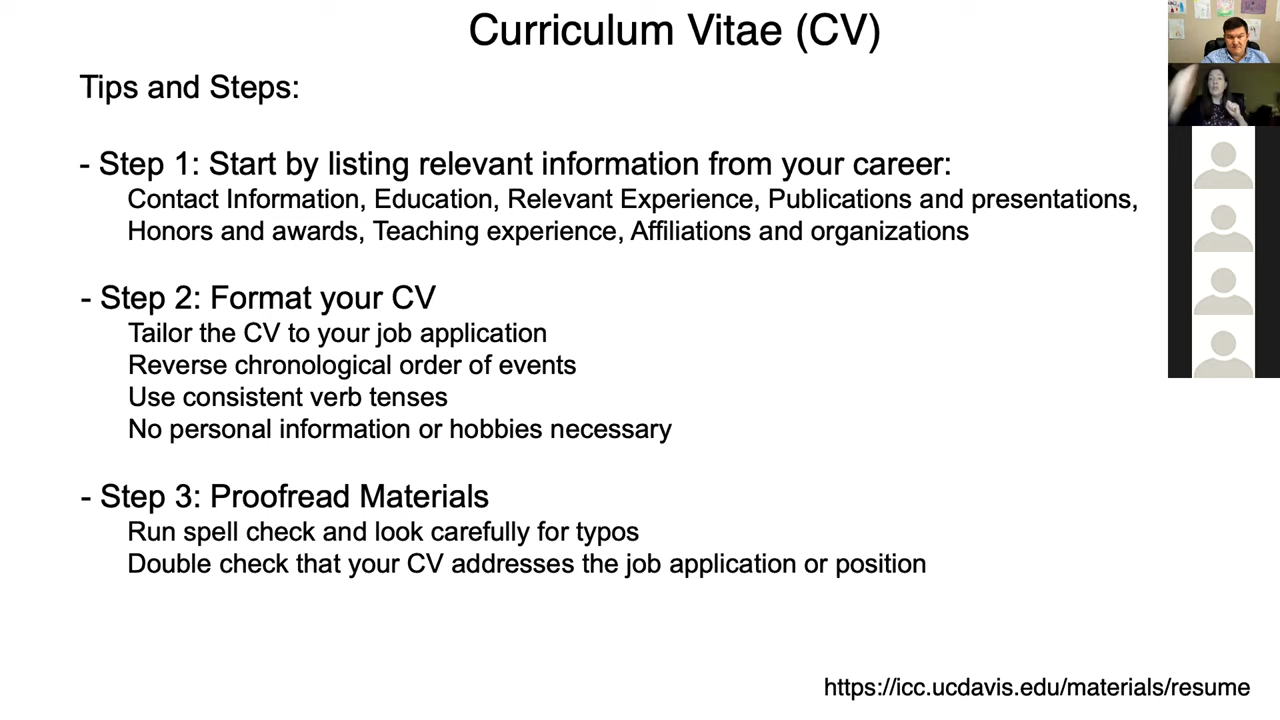 Curriculum Vitae (CV)
Tips and Steps:
- Step 1: Start by listing relevant information from your career:
Contact Information, Education, Relevant Experience, Publications and presentations,
Honors and awards, Teaching experience, Affiliations and organizations
- Step 2: Format your CV
Tailor the CV to your job application
Reverse chronological order of events
Use consistent verb tenses
No personal information or hobbies necessary
- Step 3: Proofread Materials
Run spell check and look carefully for typos
Double check that your CV addresses the job application or position
https://icc.ucdavis.edu/materials/resume